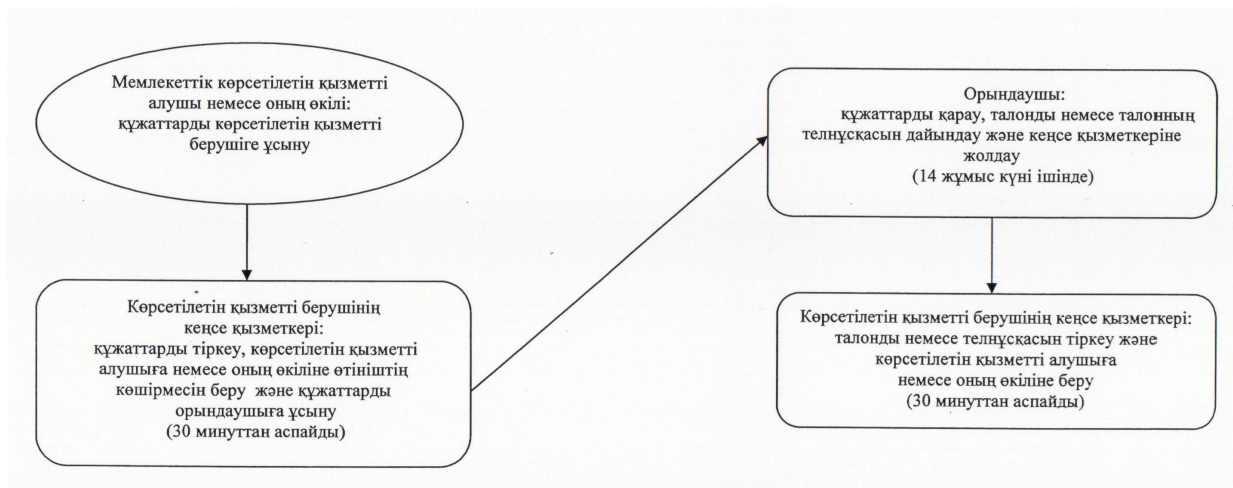 Мемлекеттік көрсетілетін қызметті
алушы немесе оның өкілі:
құжаттарды көрсетілетін қызметті
берушіге ұсыну
Көрсетілетін қызметті берушінің
кеңсе қызметкері:
құжаттарды тіркеу, көрсетілетін қызметті
алушыға немесе оның өкіліне өтініштің
көшірмесін беру және құжаттарды
орындаушыға ұсыну
(30 минуттан аспайды)
Орындаушы:
құжаттарды қарау, талонды немесе талонның
телнұсқасын дайындау және кеңсе қызметкеріне
жолдау
(14 жұмыс күні ішінде)
Көрсетілетін қызметті берушінің кеңсе қызметкері:
талонды немесе телнұсқасын тіркеу және
көрсетілетін қызметті алушыға
немесе оның өкіліне беру
(30 минуттан аспайды)